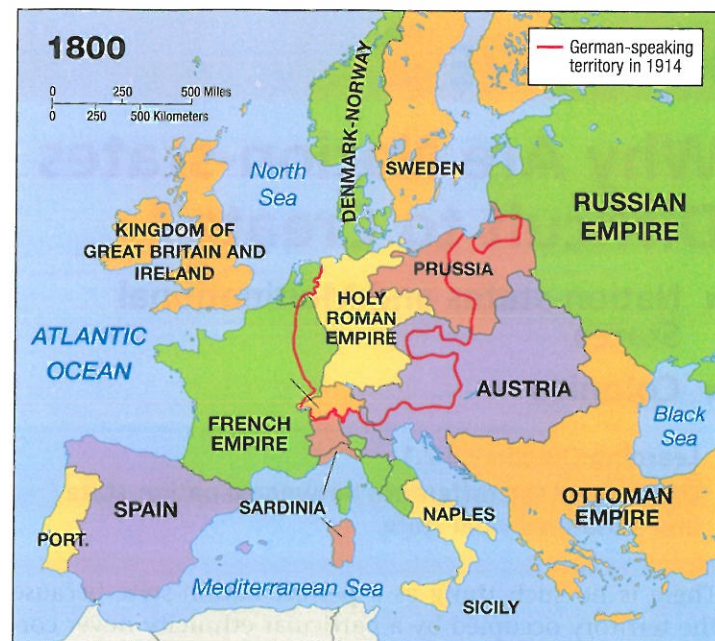 1800
0 250 500 Miles
0 250 500 Kilometers
German-speaking
territory in 1914
North
Sea
DENMARK-NORWAY
SWEDEN
RUSSIAN
EMPIRE
KINGDOM OF
GREAT BRITAIN AND
IRELAND
PRUSSIA
HOLY
ROMAN
EMPIRE
ATLANTIC
OCEAN
AUSTRIA
FRENCH
EMPIRE
Black
Sea
SPAIN
PORT.
SARDINIA
NAPLES
OTTOMAN
EMPIRE
Mediterranean Sea
SICILY